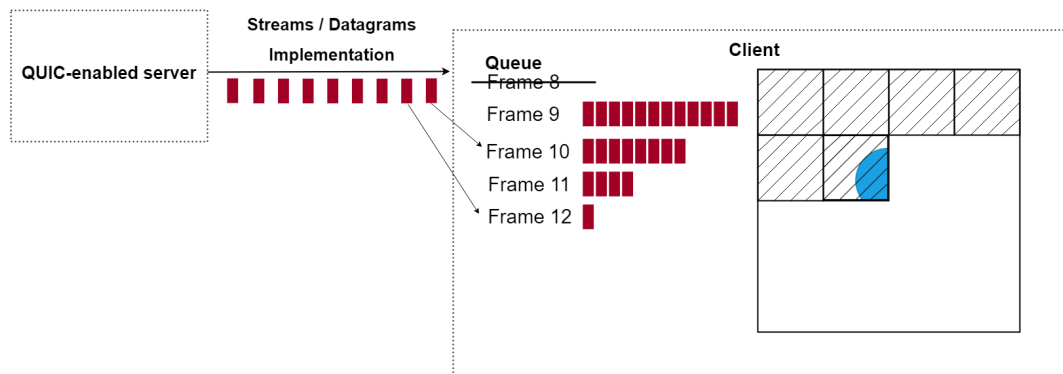 Streams / Datagrams
Implementation
QUIC-enabled server
Client
Queue
Frame 8
Frame 9
Frame 10
Frame 11
Frame 12